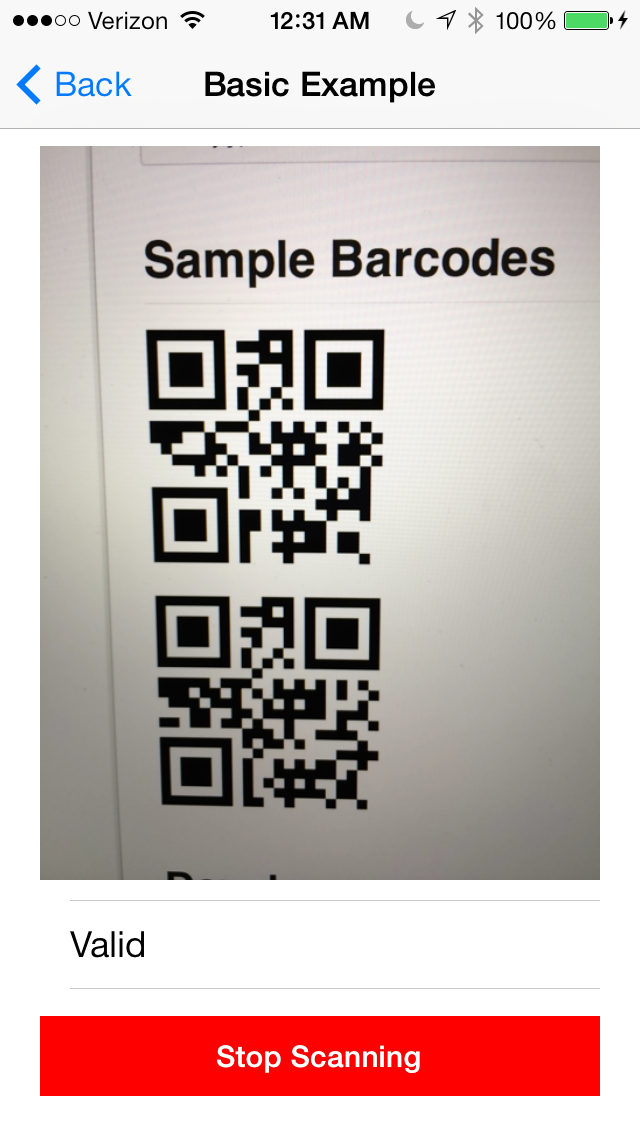 Verizon 12:31 AM 100%
Back Basic Example
Sample Barcodes
Valid
Stop Scanning